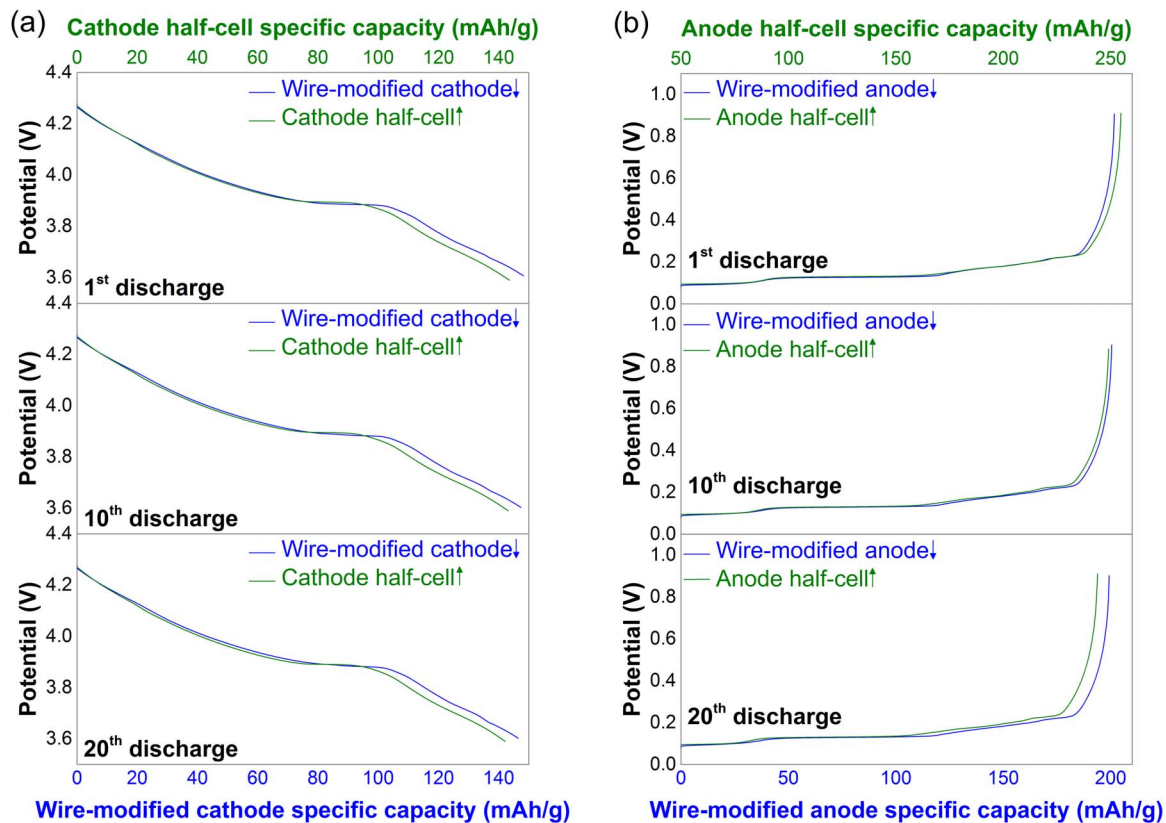 (a)
Cathode half-cell specific capacity (mAh/g)
0 20 40 60 80 100 120 140
4.4
4.2
4.0
3.8
3.6
Potential (V)
Wire-modified cathode↓
Cathode half-cell↑
1st discharge
4.4
4.2
4.0
3.8
3.6
Potential (V)
Wire-modified cathode↓
Cathode half-cell↑
10th discharge
4.4
4.2
4.0
3.8
3.6
Potential (V)
Wire-modified cathode↓
Cathode half-cell↑
20th discharge
0 20 40 60 80 100 120 140
Wire-modified cathode specific capacity (mAh/g)
(b)
Anode half-cell specific capacity (mAh/g)
50 100 150 200 250
1.0
0.8
0.6
0.4
0.2
0.0
Potential (V)
Wire-modified anode↓
Anode half-cell↑
1st discharge
1.0
0.8
0.6
0.4
0.2
0.0
Potential (V)
Wire-modified anode↓
Anode half-cell↑
10th discharge
1.0
0.8
0.6
0.4
0.2
0.0
Potential (V)
Wire-modified anode↓
Anode half-cell↑
20th discharge
0 50 100 150 200
Wire-modified anode specific capacity (mAh/g)